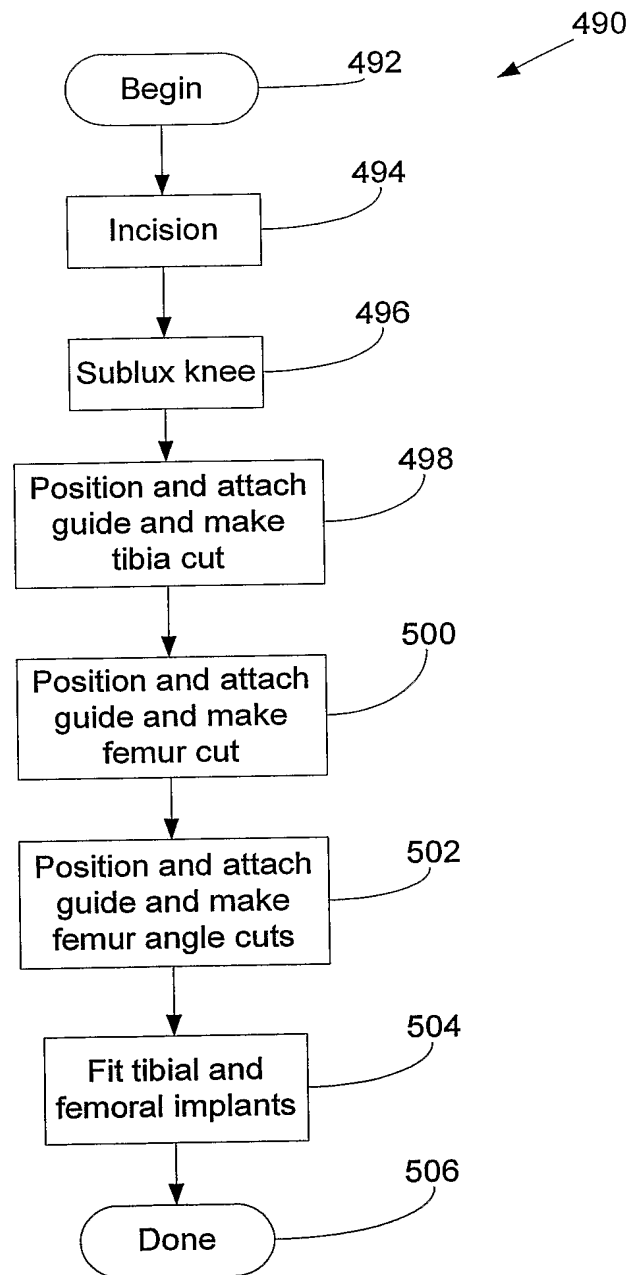 490
Begin
492
494
Incision
496
Sublux knee
498
Position and attach
guide and make
tibia cut
500
Position and attach
guide and make
femur cut
502
Position and attach
guide and make
femur angle cuts
504
Fit tibial and
femoral implants
506
Done